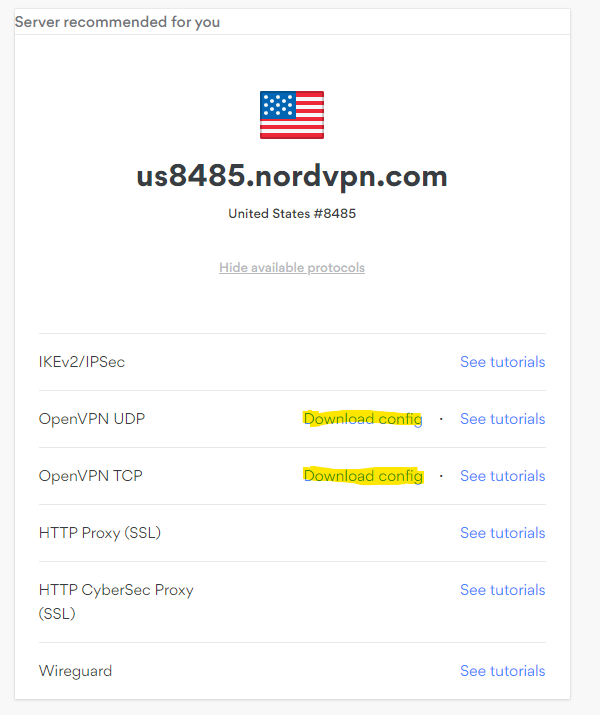 Server recommended for you
us8485.nordvpn.com
United States #8485
Hide available protocols
IKEv2/IPSec See tutorials
OpenVPN UDP Download config · See tutorials
OpenVPN TCP Download config · See tutorials
HTTP Proxy (SSL) See tutorials
HTTP CyberSec Proxy See tutorials
(SSL)
Wireguard See tutorials